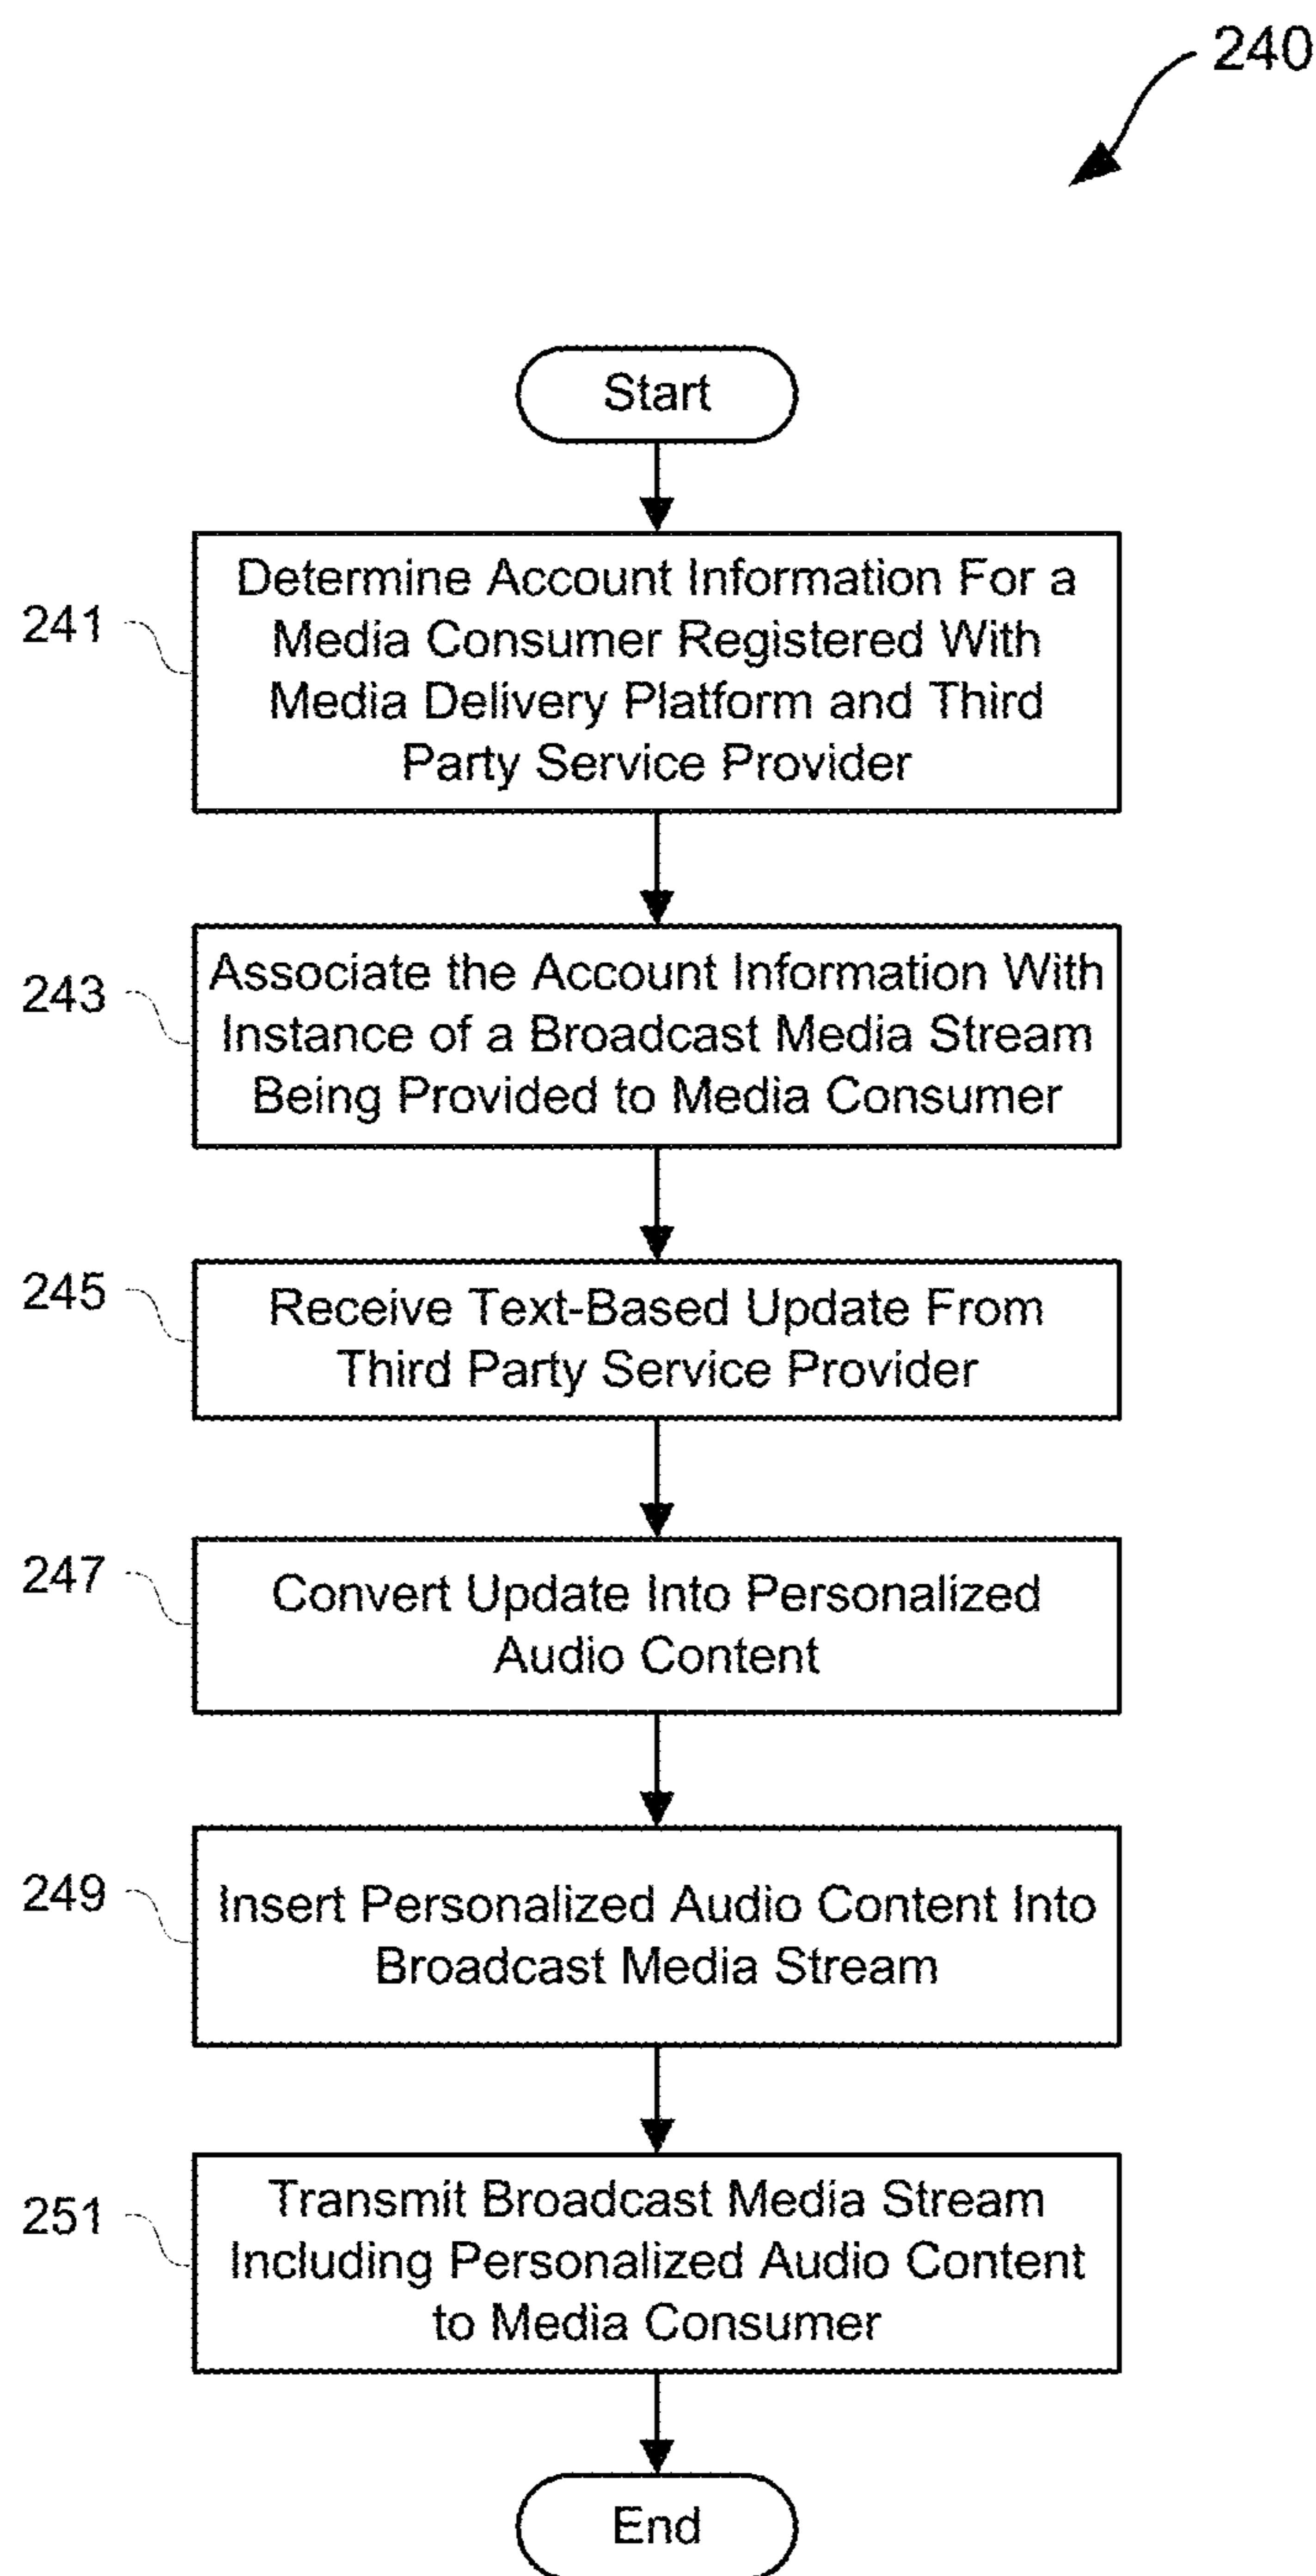 240
Start
241
Determine Account Information For a
Media Consumer Registered With
Media Delivery Platform and Third
Party Service Provider
243
Associate the Account Information With
Instance of a Broadcast Media Stream
Being Provided to Media Consumer
245
Receive Text-Based Update From
Third Party Service Provider
247
Convert Update Into Personalized
Audio Content
249
Insert Personalized Audio Content Into
Broadcast Media Stream
251
Transmit Broadcast Media Stream
Including Personalized Audio Content
to Media Consumer
End